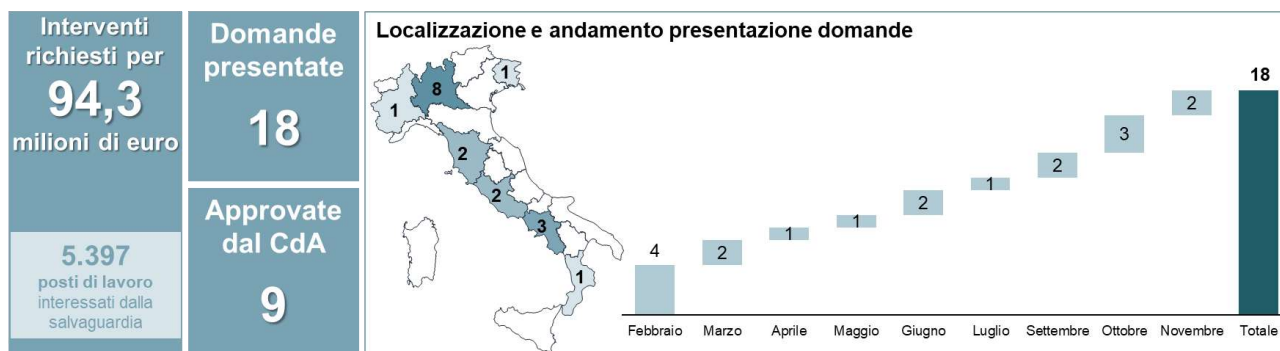 Interventi
richiesti per
94,3
milioni di euro
5.397
posti di lavoro
interessati dalla
salvaguardia
Domande
presentate
18
Approvate
dal CdA
9
Localizzazione e andamento presentazione domande
1
8
1
2
2
3
1
4
2
1
1
2
1
2
3
2
18
Febbraio Marzo Aprile Maggio Giugno Luglio Settembre Ottobre Novembre Totale